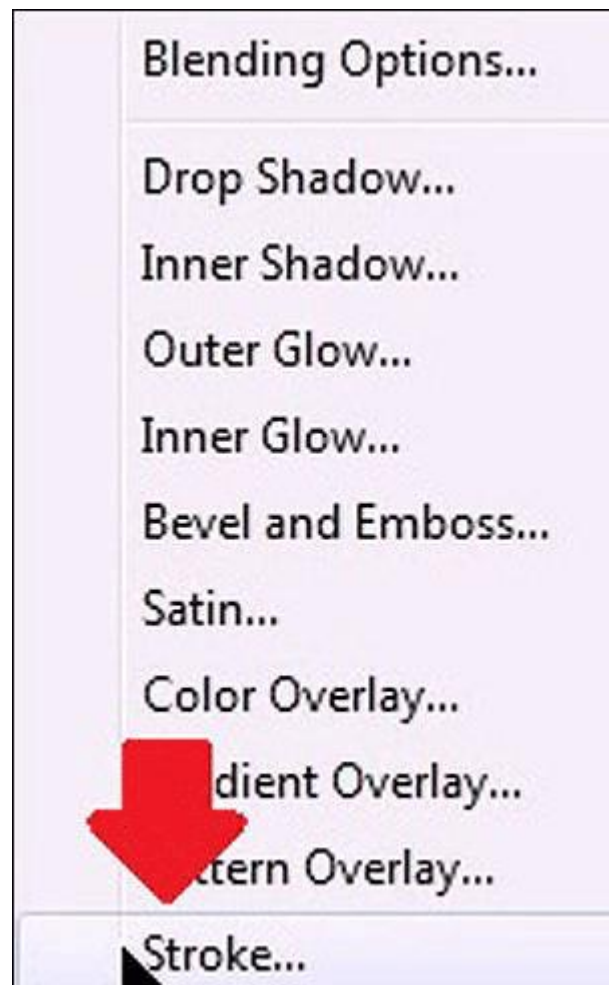 Blending Options...
Drop Shadow...
Inner Shadow...
Outer Glow...
Inner Glow...
Bevel and Emboss...
Satin...
Color Overlay...
dient Overlay...
ttern Overlay...
Stroke...